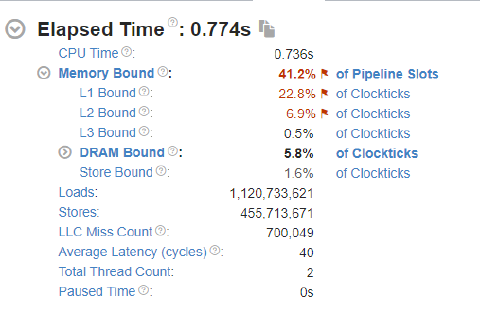 Elapsed Time: 0.774s
CPU Time: 0.736s
Memory Bound: 41.2% of Pipeline Slots
L1 Bound: 22.8% of Clockticks
L2 Bound: 6.9% of Clockticks
L3 Bound: 0.5% of Clockticks
DRAM Bound: 5.8% of Clockticks
Store Bound: 1.6% of Clockticks
Loads: 1,120,733,621
Stores: 455,713,671
LLC Miss Count: 700,049
Average Latency (cycles): 40
Total Thread Count: 2
Paused Time: 0s